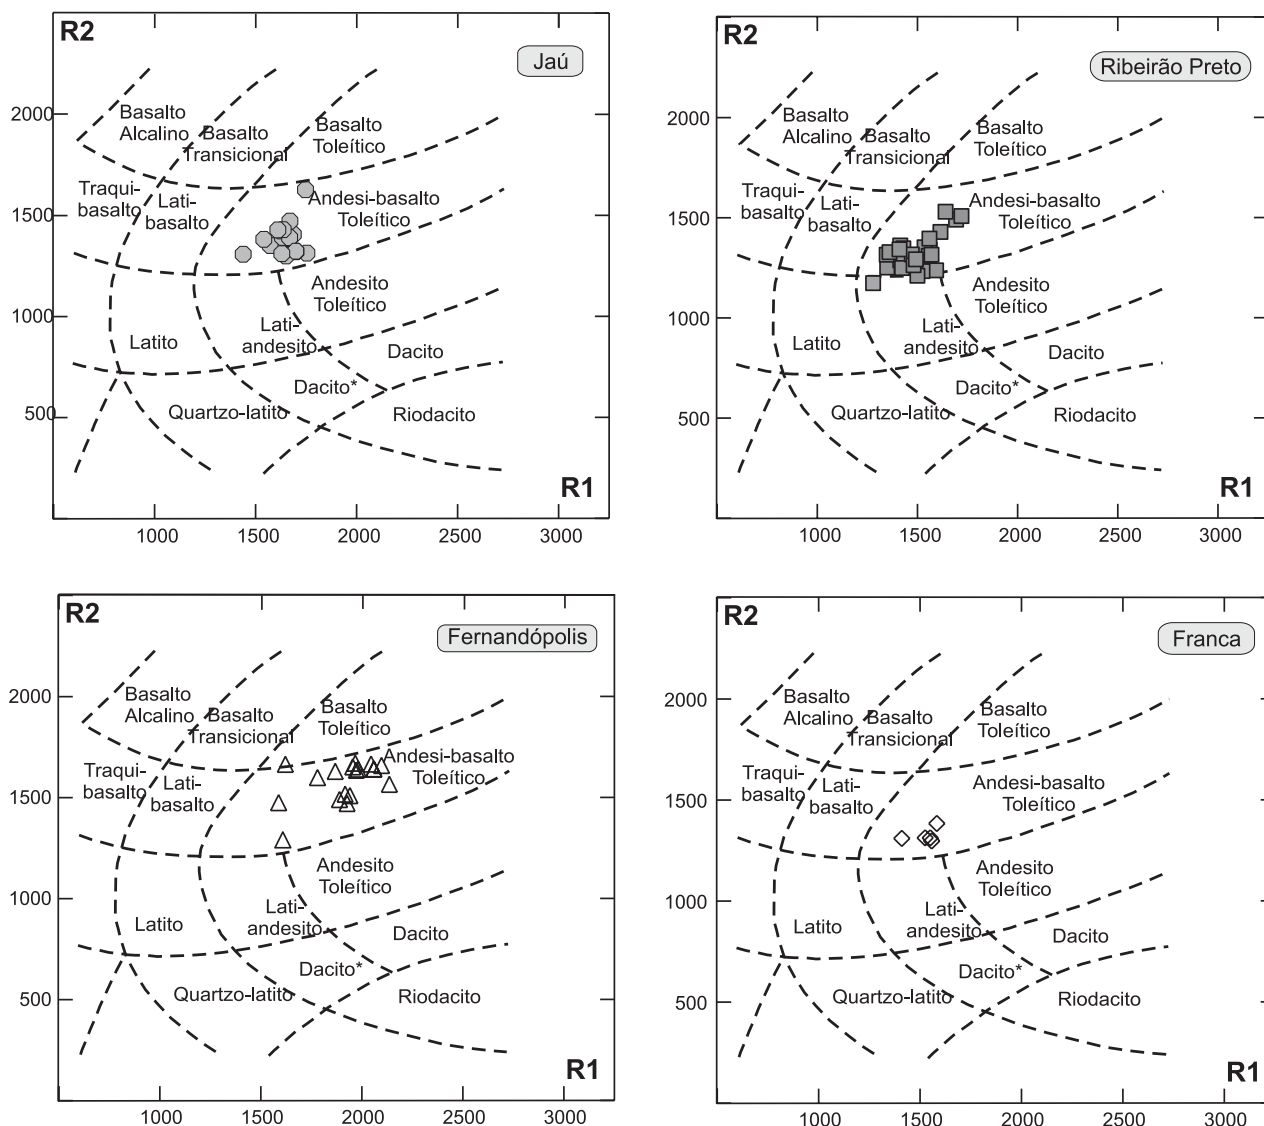 R2
Jaú
2000
1500
1000
500
Basalto
Alcalino
Basalto
Transicional
Basalto
Toleítico
Traqui-
basalto
Lati-
basalto
Andesi-basalto
Toleítico
Andesito
Toleítico
Latito
Lati-
andesito
Dacito
Dacito*
Quartzo-latito
Riodacito
R1
1000 1500 2000 2500 3000
R2
Ribeirão Preto
2000
1500
1000
500
Basalto
Alcalino
Basalto
Transicional
Basalto
Toleítico
Traqui-
basalto
Lati-
basalto
Andesi-basalto
Toleítico
Andesito
Toleítico
Latito
Lati-
andesito
Dacito
Dacito*
Quartzo-latito
Riodacito
R1
1000 1500 2000 2500 3000
R2
Fernandópolis
2000
1500
1000
500
Basalto
Alcalino
Basalto
Transicional
Basalto
Toleítico
Traqui-
basalto
Lati-
basalto
Andesi-basalto
Toleítico
Andesito
Toleítico
Latito
Lati-
andesito
Dacito
Dacito*
Quartzo-latito
Riodacito
R1
1000 1500 2000 2500 3000
R2
Franca
2000
1500
1000
500
Basalto
Alcalino
Basalto
Transicional
Basalto
Toleítico
Traqui-
basalto
Lati-
basalto
Andesi-basalto
Toleítico
Andesito
Toleítico
Latito
Lati-
andesito
Dacito
Dacito*
Quartzo-latito
Riodacito
R1
1000 1500 2000 2500 3000